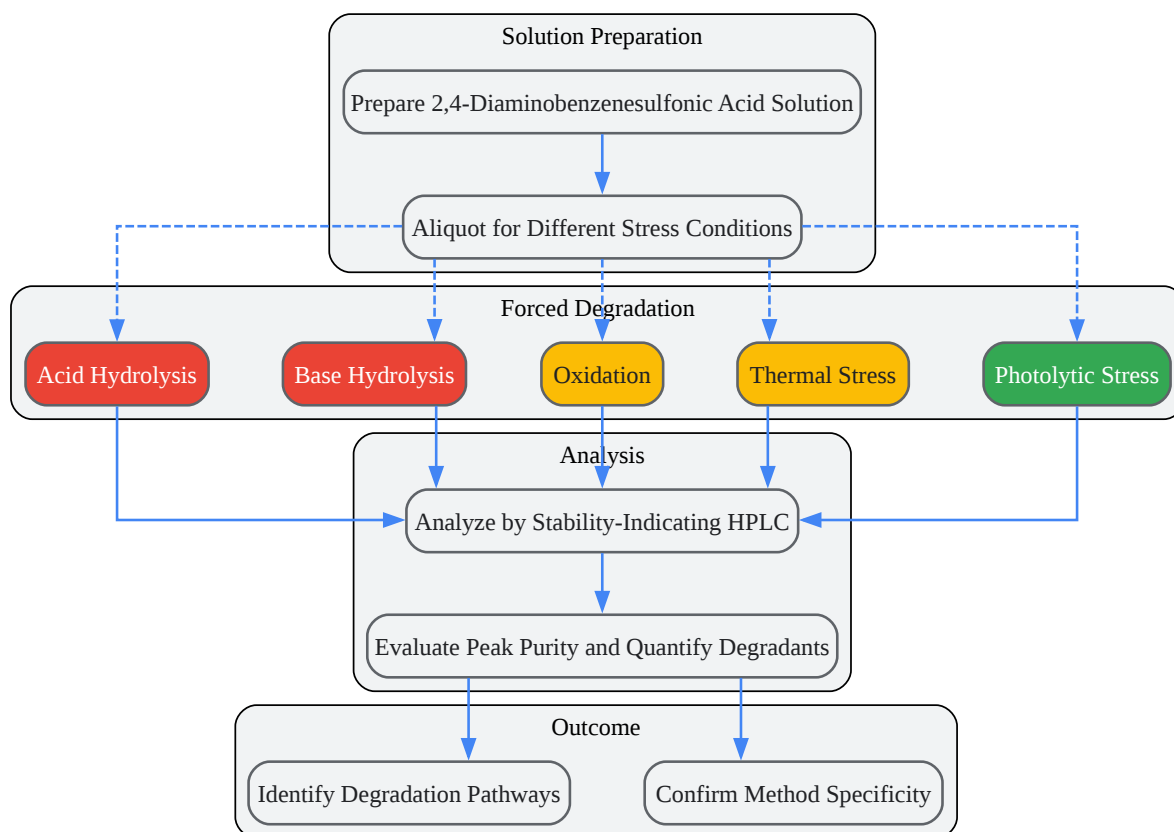 Solution Preparation
Prepare 2,4-Diaminobenzenesulfonic Acid Solution
Aliquot for Different Stress Conditions
Forced Degradation
Acid Hydrolysis
Base Hydrolysis
Oxidation
Thermal Stress
Photolytic Stress
Analysis
Analyze by Stability-Indicating HPLC
Evaluate Peak Purity and Quantify Degradants
Outcome
Identify Degradation Pathways
Confirm Method Specificity